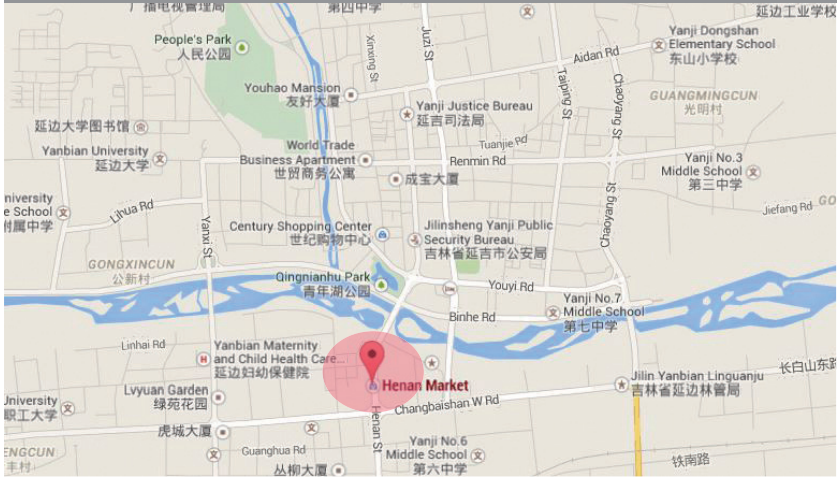 广播电视管理局
第四中学
延边工业学校
People's Park
人民公园
Xinxing St
Juzi St
Aidan Rd
Yanji Dongshan
Elementary School
东山小学校
Youhao Mansion
友好大厦
Taiping St
Chaoyang St
GUANGMINGCUN
光明村
Yanji Justice Bureau
延吉司法局
延边大学图书馆
Yanbian University
延边大学
World Trade
Business Apartment
世贸商务公寓
Tuanjie Rd
Renmin Rd
Yanji No.3
Middle School
第三中学
成宝大厦
niversity
e School
附属中学
Lihua Rd
Yanxi St
Century Shopping Center
世纪购物中心
Jilinsheng Yanji Public
Security Bureau
吉林省延吉市公安局
Chaoyang St
Jiefang Rd
GO
GONGXINCUN
公新村
Qingnianhu Park
青年湖公园
Youyi Rd
Binhe Rd
Yanji No.7
Middle School
第七中学
Linhai Rd
H
Yanbian Maternity
and Child Health Care...
延边妇幼保健院
Henan Market
Jilin Yanbian Linguanju
吉林省延边林管局
长白山东路
Lvyuan Garden
绿苑花园
University
职工大学
Changbaishan W Rd
Henan St
虎城大厦
Guanghua Rd
丛柳大厦
Yanji No.6
Middle School
第六中学
铁南路
ENGCUN
丰村